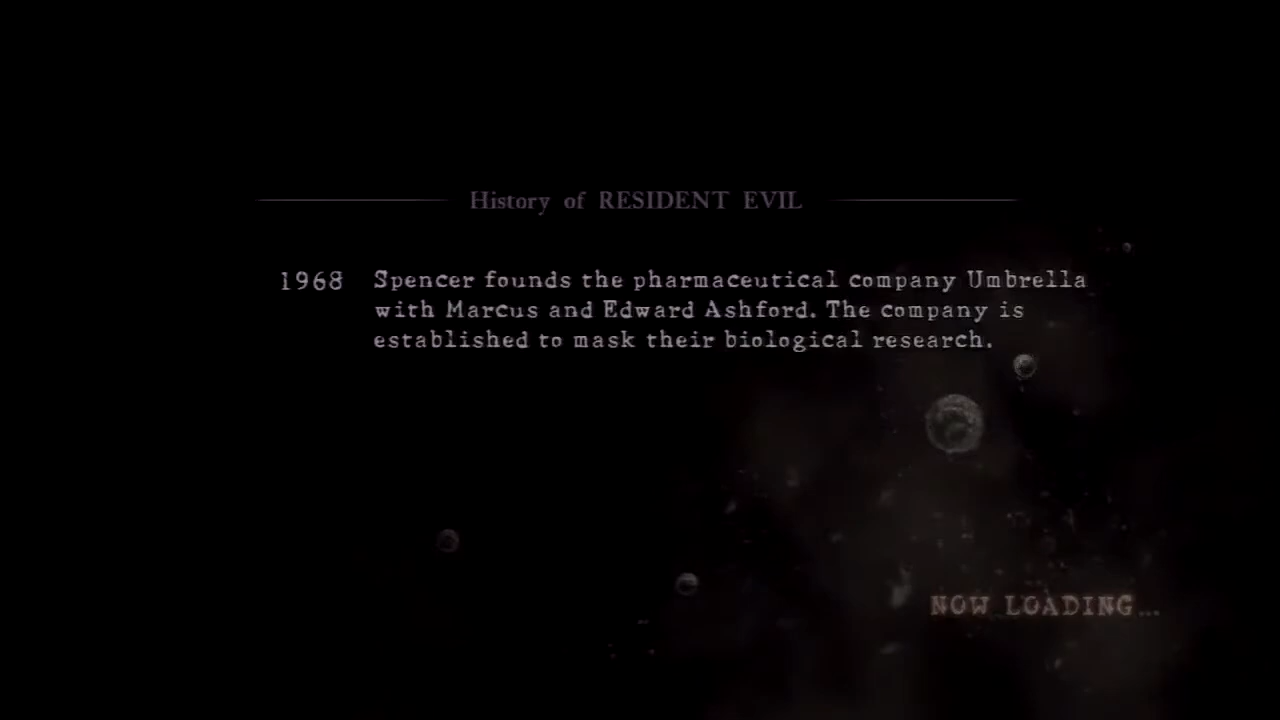 History of RESIDENT EVIL
1968 Spencer founds the pharmaceutical company Umbrella
with Marcus and Edward Ashford. The company is
established to mask their biological research.
NOW LOADING...